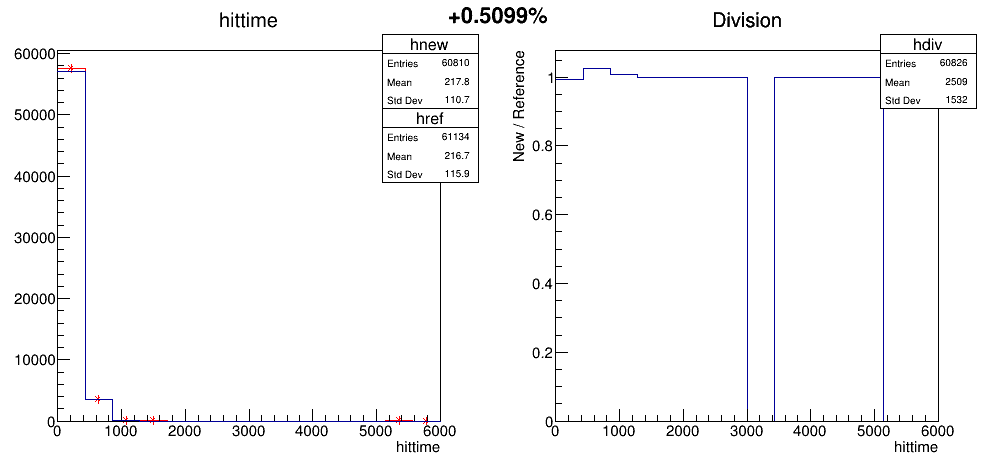 +0.5099%
hittime
hnew
Entries 60810
Mean 217.8
Std Dev 110.7
href
Entries 61134
Mean 216.7
Std Dev 115.9
60000
50000
40000
30000
20000
10000
0
0 1000 2000 3000 4000 5000 6000
hittime
Division
hdiv
Entries 60826
Mean 2509
Std Dev 1532
New / Reference
1
0.8
0.6
0.4
0.2
0
0 1000 2000 3000 4000 5000 6000
hittime